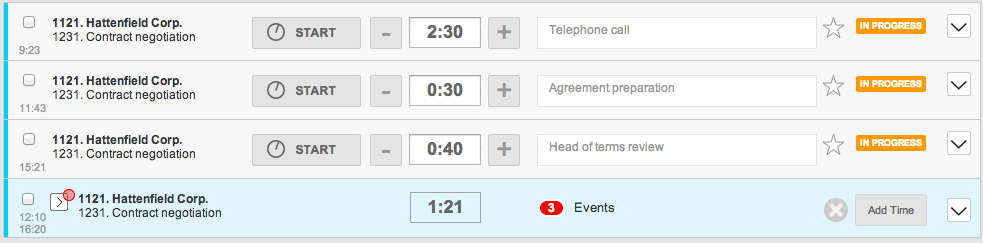 1121. Hattenfield Corp.
1231. Contract negotiation
9:23
START
-
2:30
+
Telephone call
IN PROGRESS
1121. Hattenfield Corp.
1231. Contract negotiation
11:43
START
-
0:30
+
Agreement preparation
IN PROGRESS
1121. Hattenfield Corp.
1231. Contract negotiation
15:21
START
-
0:40
+
Head of terms review
IN PROGRESS
1121. Hattenfield Corp.
1231. Contract negotiation
12:10
16:20
1:21
3 Events
Add Time